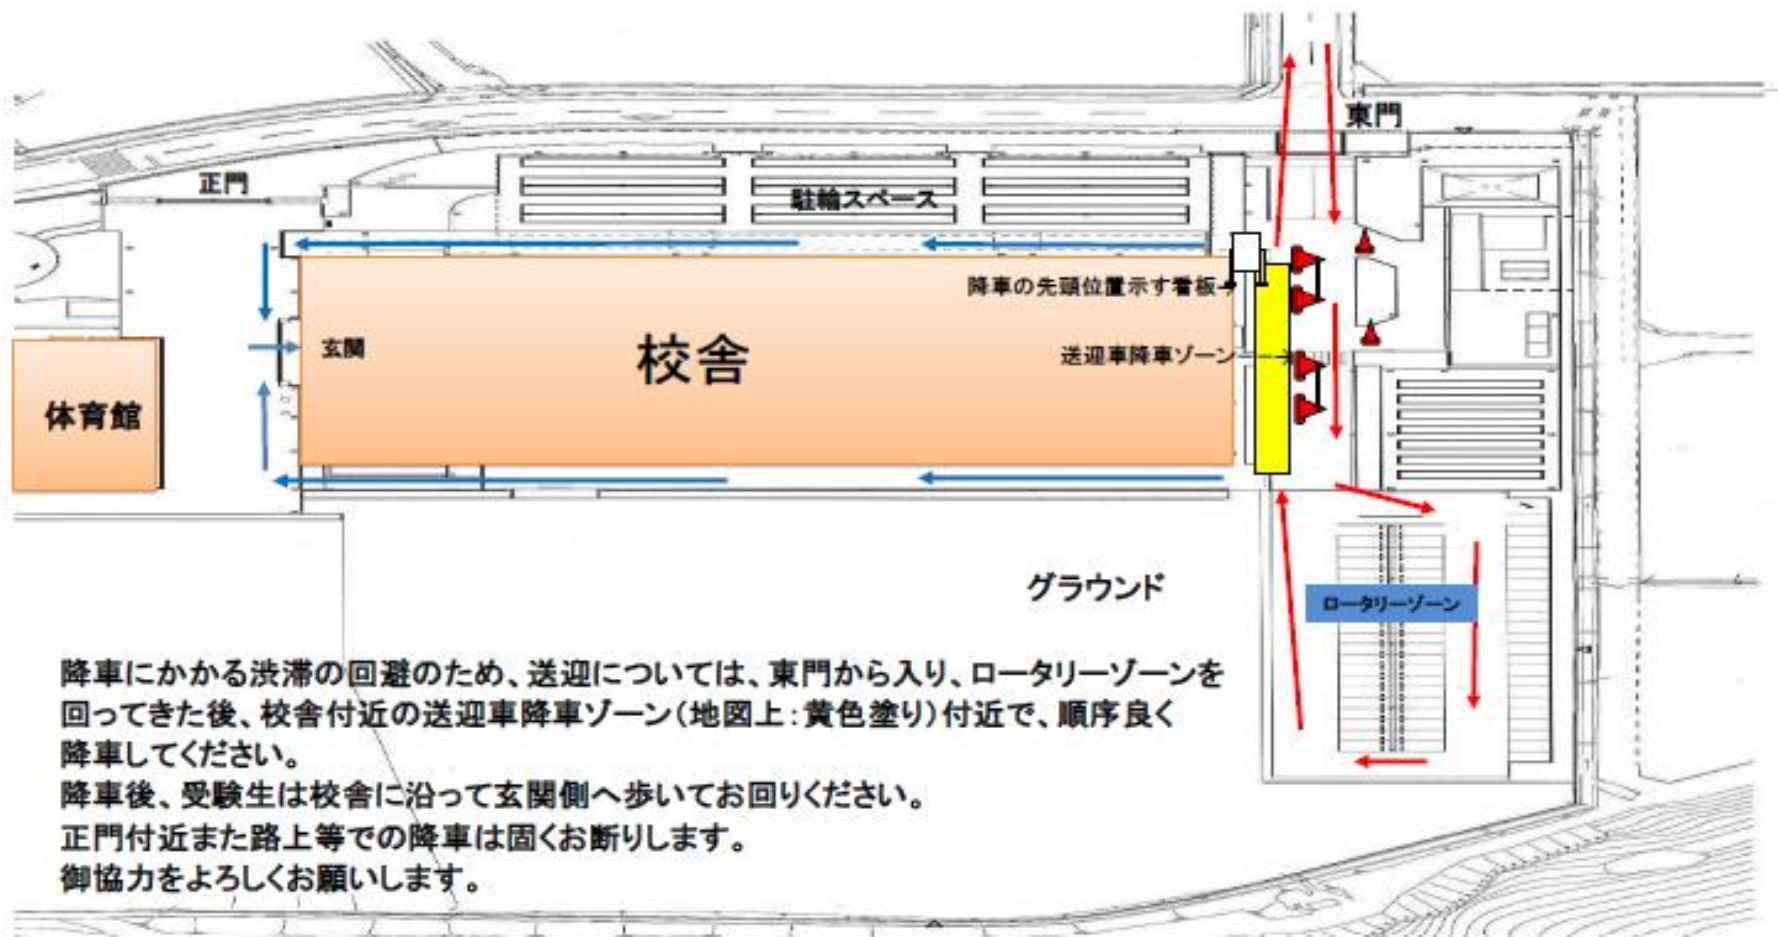 東門
正門
駐輪スペース
降車の先頭位置示す看板
玄関
校舎
送迎車降車ゾーン
体育館
グラウンド
ロータリーゾーン
降車にかかる渋滞の回避のため、送迎については、東門から入り、ロータリーゾーンを
回ってきた後、校舎付近の送迎車降車ゾーン(地図上:黄色塗り)付近で、順序良く
降車してください。
降車後、受験生は校舎に沿って玄関側へ歩いてお回りください。
正門付近また路上等での降車は固くお断りします。
御協力をよろしくお願いします。